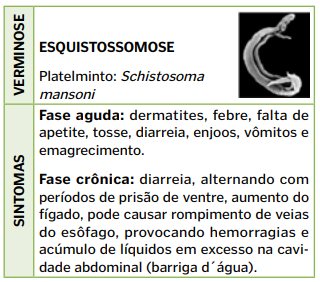 VERMINOSE
ESQUISTOSSOMOSE
Platelminto: Schistosoma
mansoni
SINTOMAS
Fase aguda: dermatites, febre, falta de
apetite, tosse, diarreia, enjoos, vômitos e
emagrecimento.
Fase crônica: diarreia, alternando com
períodos de prisão de ventre, aumento do
fígado, pode causar rompimento de veias
do esôfago, provocando hemorragias e
acúmulo de líquidos em excesso na cavi-
dade abdominal (barriga d´água).